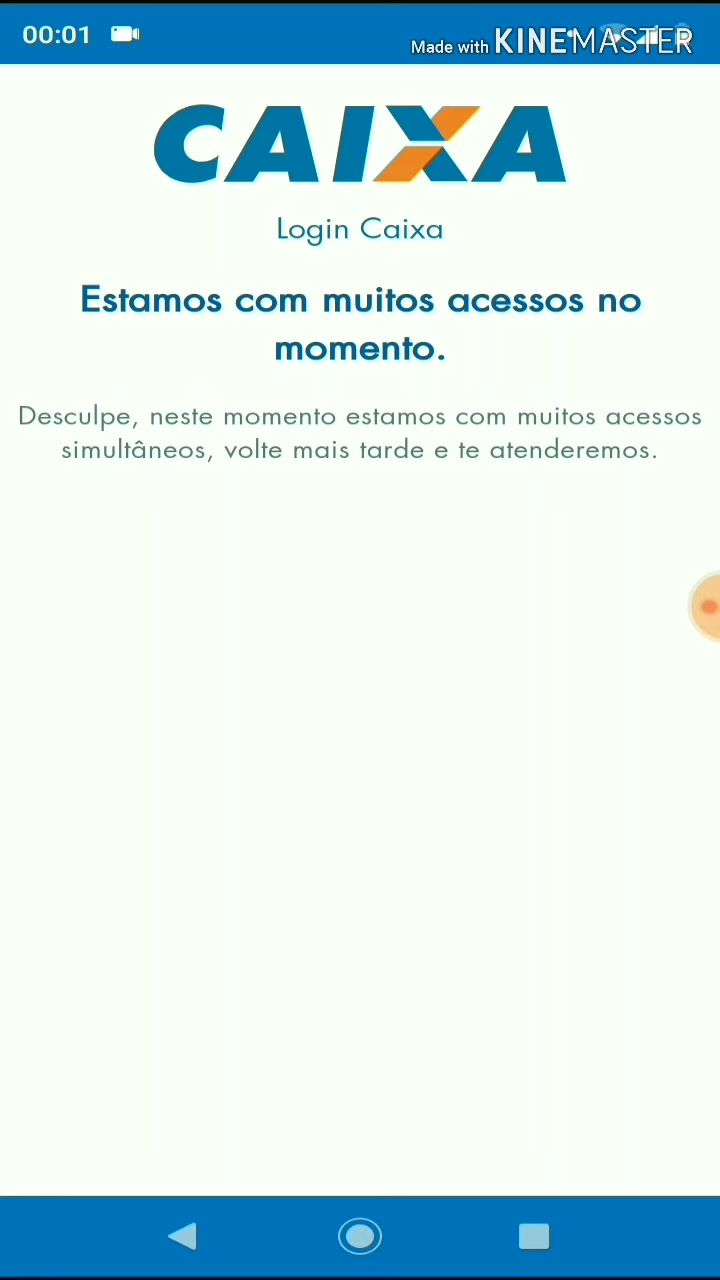 00:01
Made with KINEMASTER
CAIXA
Login Caixa
Estamos com muitos acessos no
momento.
Desculpe, neste momento estamos com muitos acessos
simultâneos, volte mais tarde e te atenderemos.